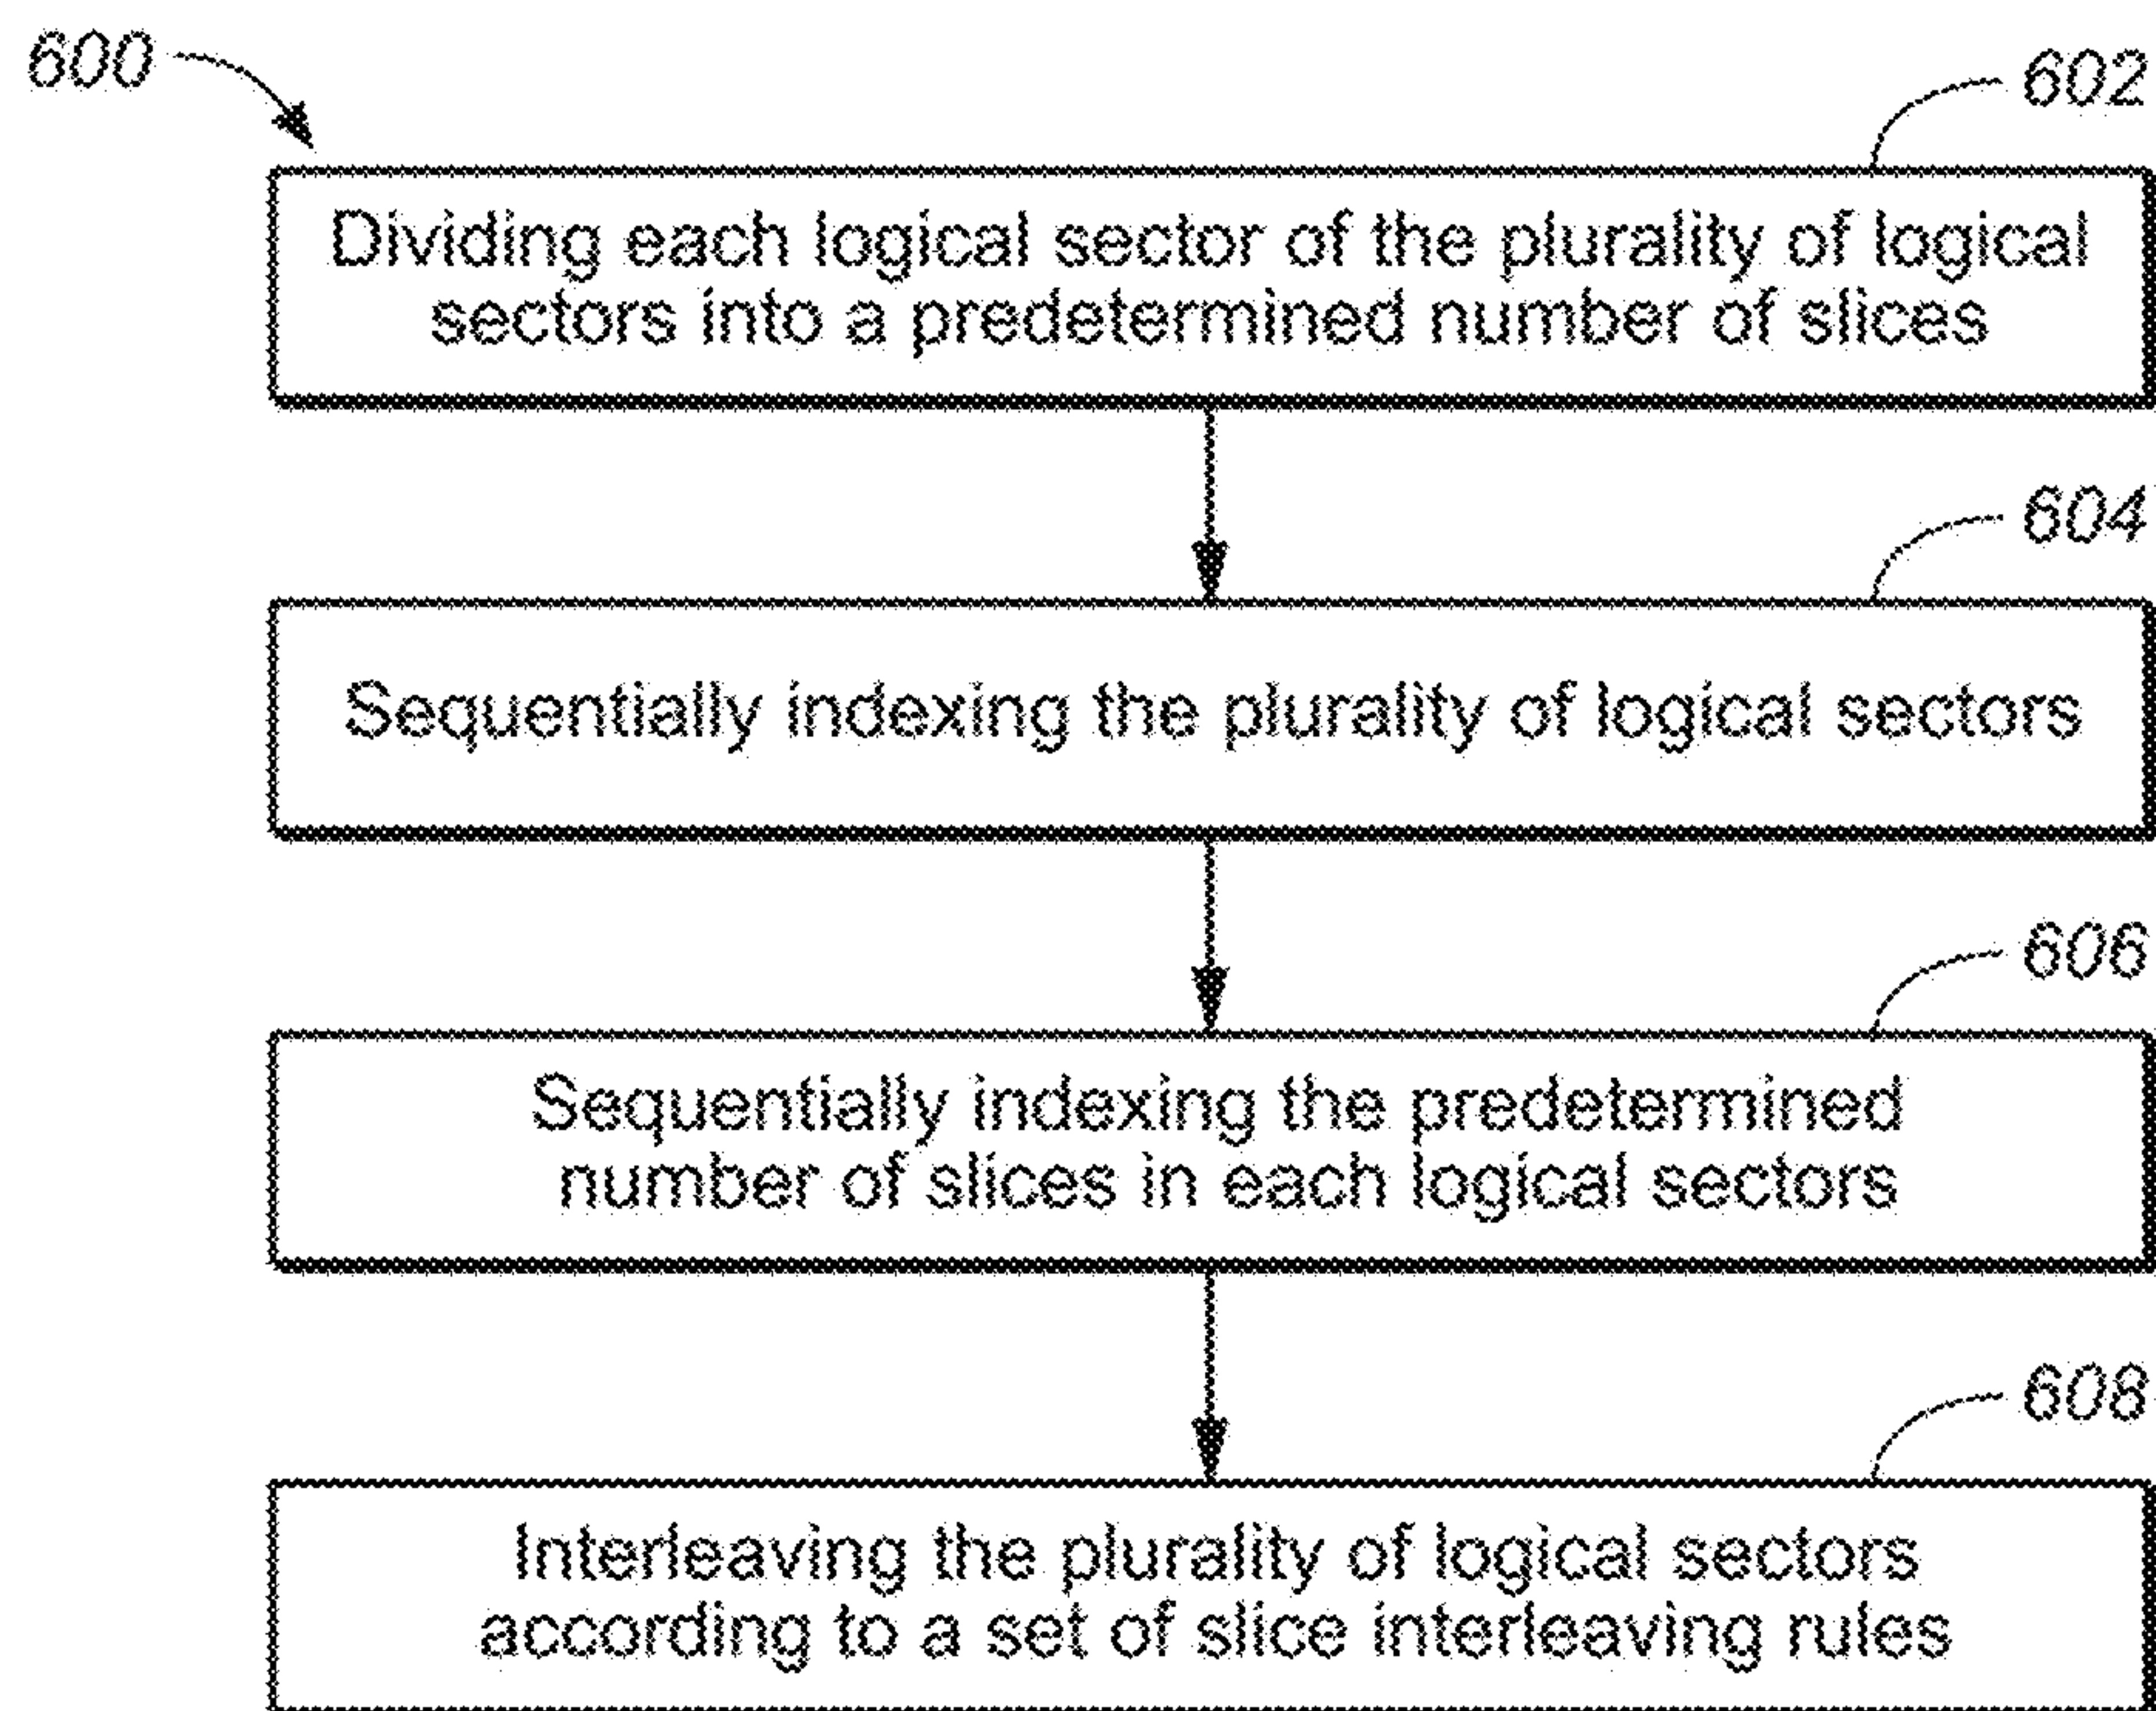 600
602
Dividing each logical sector of the plurality of logical
sectors into a predetermined number of slices
604
Sequentially indexing the plurality of logical sectors
606
Sequentially indexing the predetermined
number of slices in each logical sectors
608
Interleaving the plurality of logical sectors
according to a set of slice interleaving rules